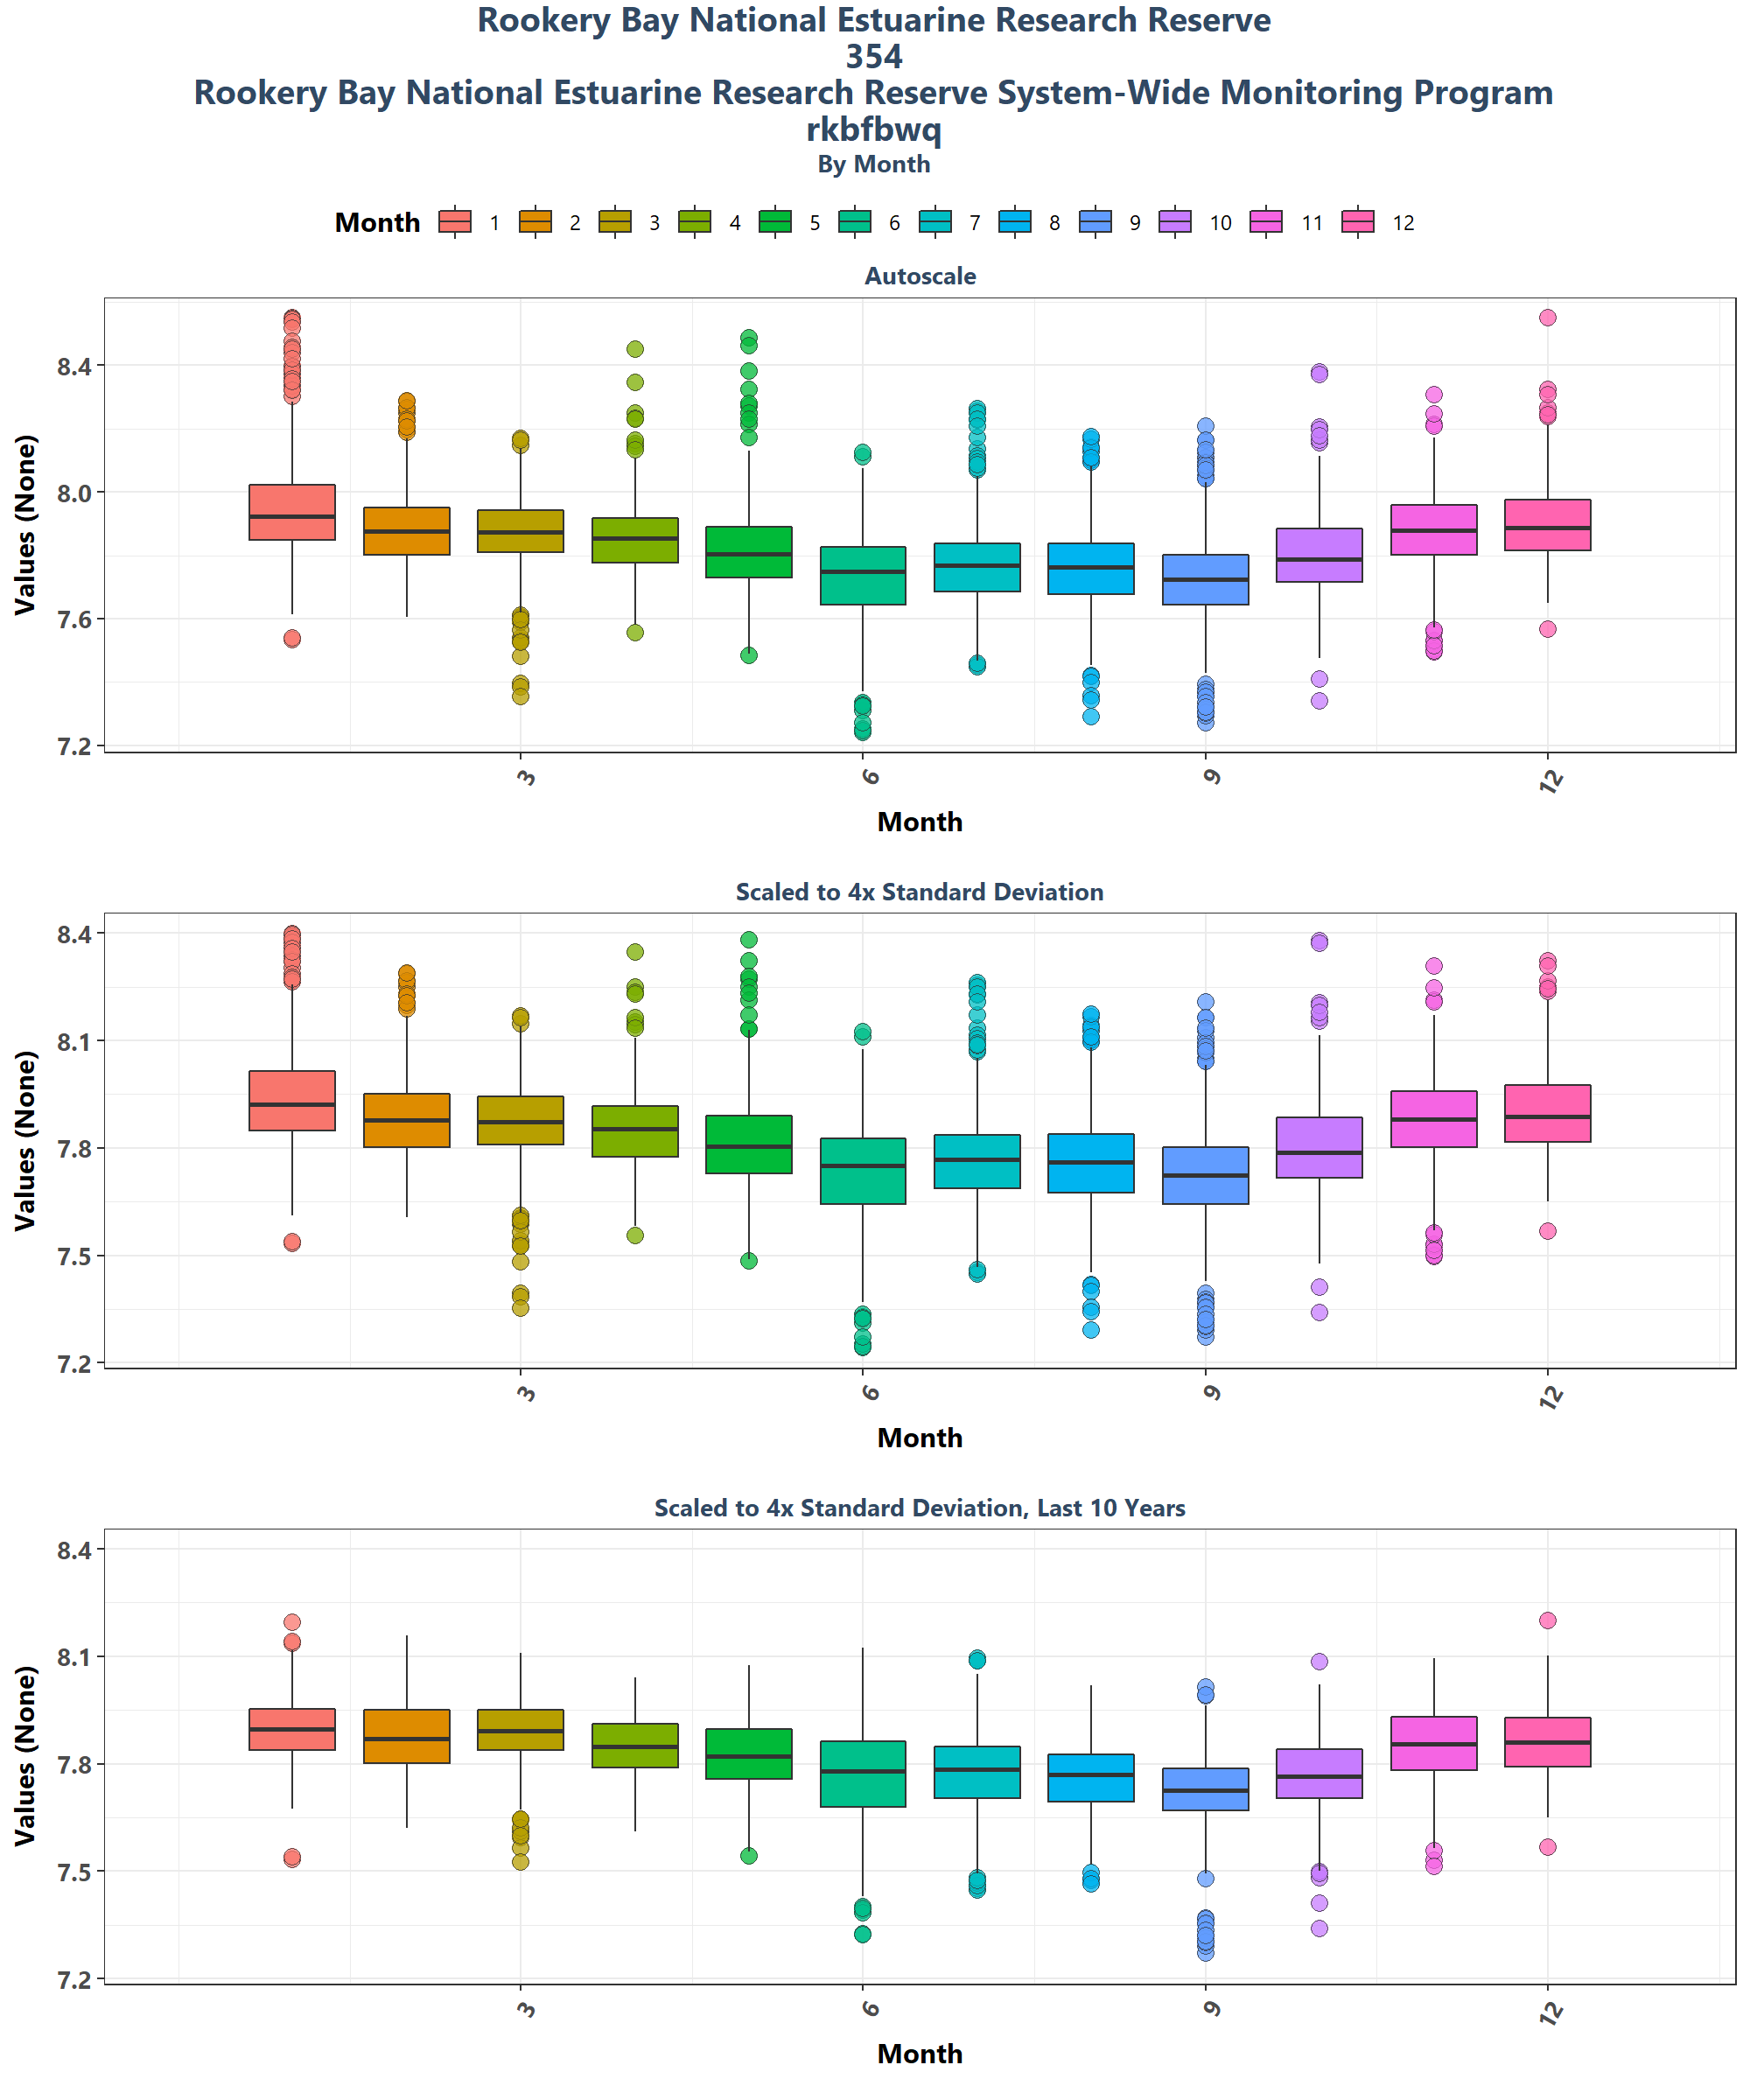 Rookery Bay National Estuarine Research Reserve
354
Rookery Bay National Estuarine Research Reserve System-Wide Monitoring Program
rkbfbwq
By Month
Month 1 2 3 4 5 6 7 8 9 10 11 12
Autoscale
Values (None)
8.4
8.0
7.6
7.2
3 6 9 12
Month
Scaled to 4x Standard Deviation
Values (None)
8.4
8.1
7.8
7.5
7.2
3 6 9 12
Month
Scaled to 4x Standard Deviation, Last 10 Years
Values (None)
8.4
8.1
7.8
7.5
7.2
3 6 9 12
Month